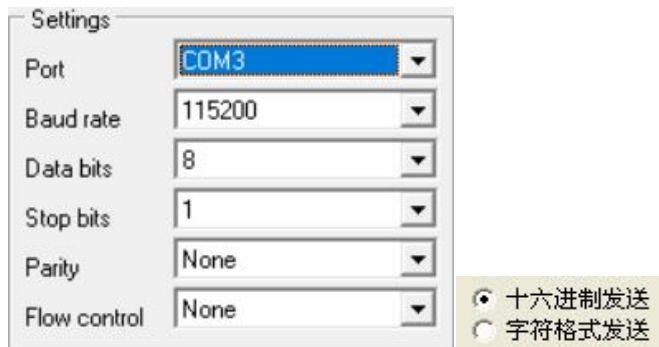 Settings
Port COM3
Baud rate 115200
Data bits 8
Stop bits 1
Parity None
Flow control None
十六进制发送
字符格式发送